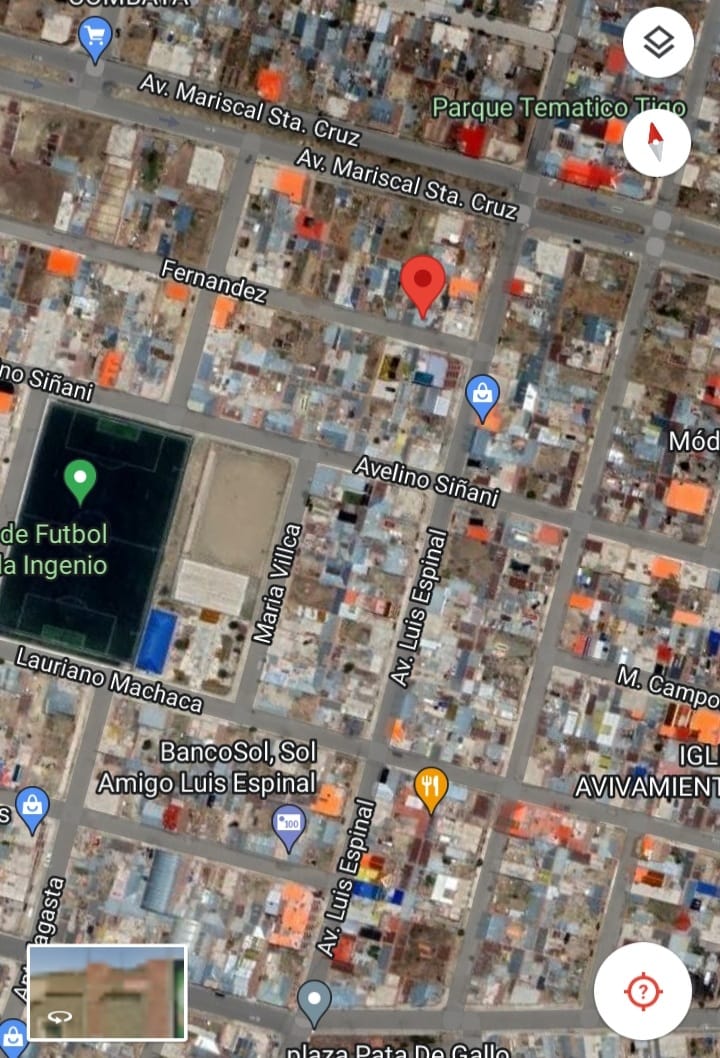 Av. Mariscal Sta. Cruz
Parque Tematico Tigo
Av. Mariscal Sta. Cruz
Fernandez
no Siñani
Mód
Avelino Siñani
de Futbol
la Ingenio
Maria Villca
Av. Luis Espinal
Lauriano Machaca
M. Campo
BancoSol, Sol
Amigo Luis Espinal
IGL
AVIVAMIENT
S
100
Av. Luis Espinal
agasta
?
plaza Pata De Gallo